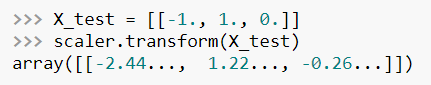 >>> X_test = [[-1., 1., 0.]]
>>> scaler.transform(X_test)
array([[-2.44...,  1.22..., -0.26...]])